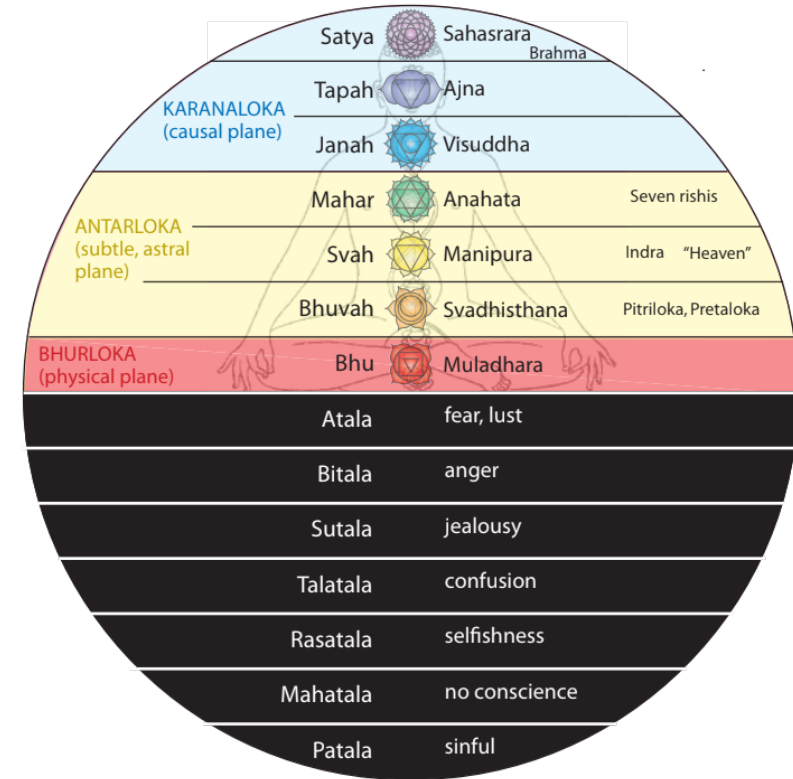 Satya Sahasrara
Brahma
Tapah Ajna
KARANALOKA
(causal plane)
Janah Visuddha
Mahar Anahata Seven rishis
ANTARLOKA
(subtle, astral
plane)
Svah Manipura Indra “Heaven”
Bhuvah Svadhisthana Pitriloka, Pretaloka
BHURLOKA
(physical plane)
Bhu Muladhara
Atala fear, lust
Bitala anger
Sutala jealousy
Talatala confusion
Rasatala selfishness
Mahatala no conscience
Patala sinful